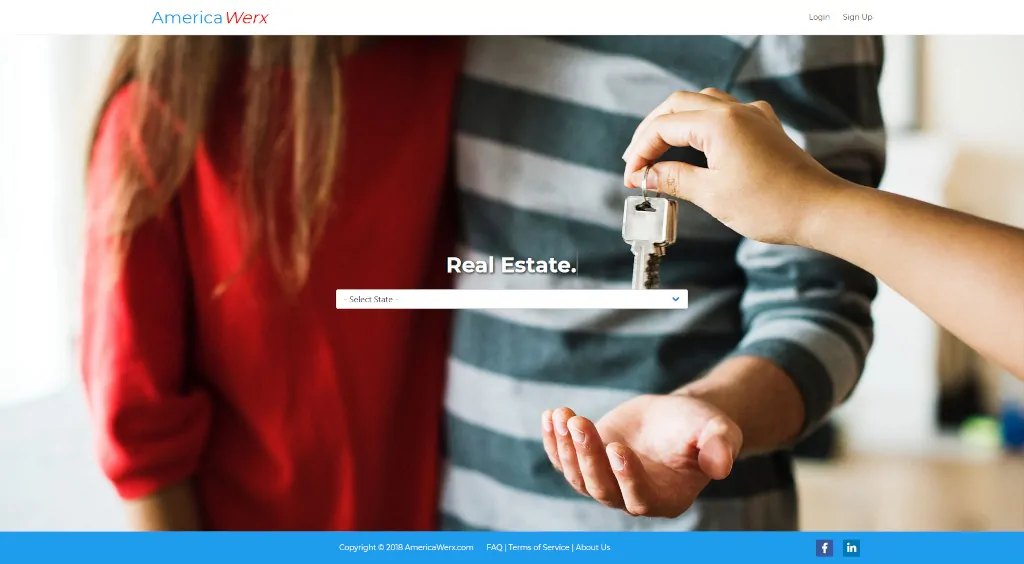 AmericaWerx
Login
Sign Up
Real Estate.
- Select State -
Copyright © 2018 AmericaWerx.com
FAQ | Terms of Service | About Us
f
in